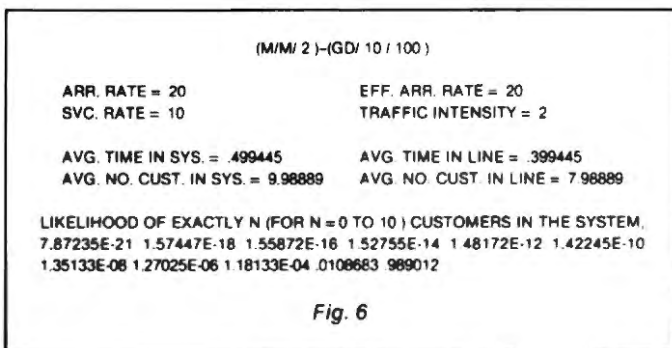 (M/M/ 2 )–(GD/ 10 / 100 )
ARR. RATE = 20 EFF. ARR. RATE = 20
SVC. RATE = 10 TRAFFIC INTENSITY = 2
AVG. TIME IN SYS. = .499445 AVG. TIME IN LINE = .399445
AVG. NO. CUST. IN SYS. = 9.98889 AVG. NO. CUST. IN LINE = 7.98889
LIKELIHOOD OF EXACTLY N (FOR N = 0 TO 10 ) CUSTOMERS IN THE SYSTEM,
7.87235E-21 1.57447E-18 1.55872E-16 1.52755E-14 1.48172E-12 1.42245E-10
1.35133E-08 1.27025E-06 1.18133E-04 .0108683 .989012
Fig. 6